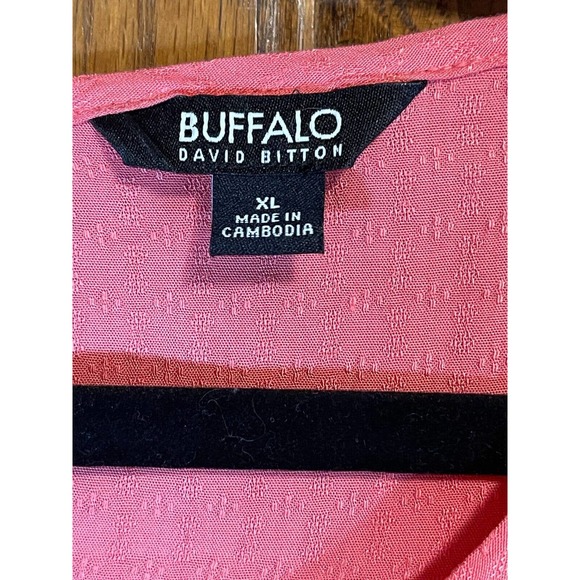 BUFFALO
DAVID BITTON
XL
MADE IN
CAMBODIA